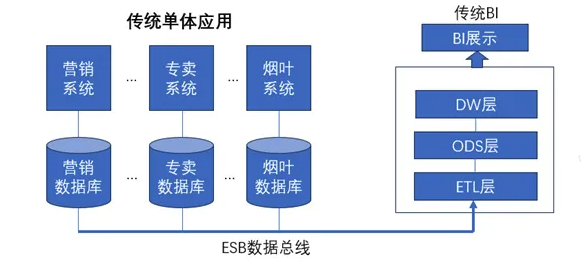 传统单体应用
营销
系统
...
专卖
系统
...
烟叶
系统
营销
数据库
...
专卖
数据库
...
烟叶
数据库
ESB数据总线
传统BI
BI展示
DW层
ODS层
ETL层